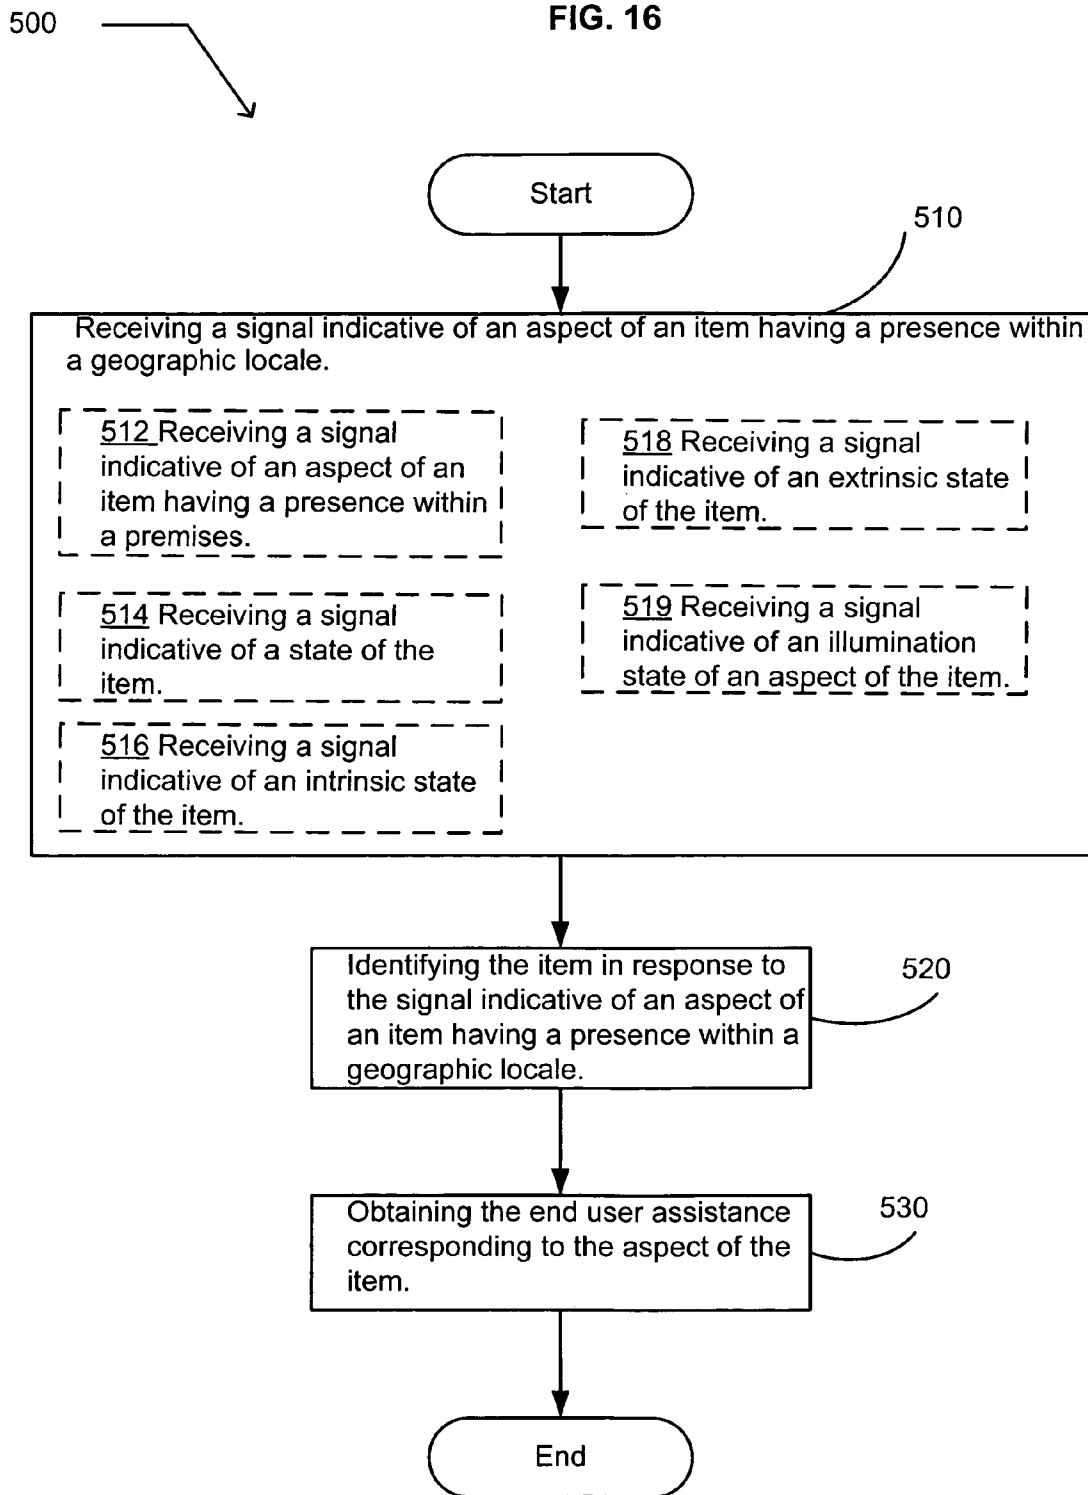 FIG. 16
500
Start
510
Receiving a signal indicative of an aspect of an item having a presence within
a geographic locale.
512 Receiving a signal
indicative of an aspect of an
item having a presence within
a premises.
514 Receiving a signal
indicative of a state of the
item.
516 Receiving a signal
indicative of an intrinsic state
of the item.
518 Receiving a signal
indicative of an extrinsic state
of the item.
519 Receiving a signal
indicative of an illumination
state of an aspect of the item.
Identifying the item in response to
the signal indicative of an aspect of
an item having a presence within a
geographic locale.
520
Obtaining the end user assistance
corresponding to the aspect of the
item.
530
End